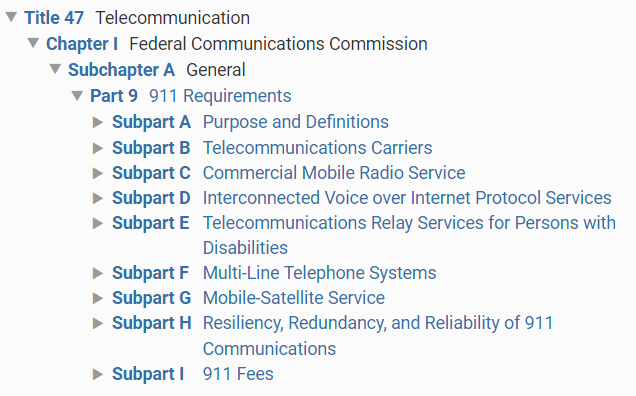 Title 47 Telecommunication
Chapter I Federal Communications Commission
Subchapter A General
Part 9 911 Requirements
Subpart A Purpose and Definitions
Subpart B Telecommunications Carriers
Subpart C Commercial Mobile Radio Service
Subpart D Interconnected Voice over Internet Protocol Services
Subpart E Telecommunications Relay Services for Persons with
Disabilities
Subpart F Multi-Line Telephone Systems
Subpart G Mobile-Satellite Service
Subpart H Resiliency, Redundancy, and Reliability of 911
Communications
Subpart I 911 Fees